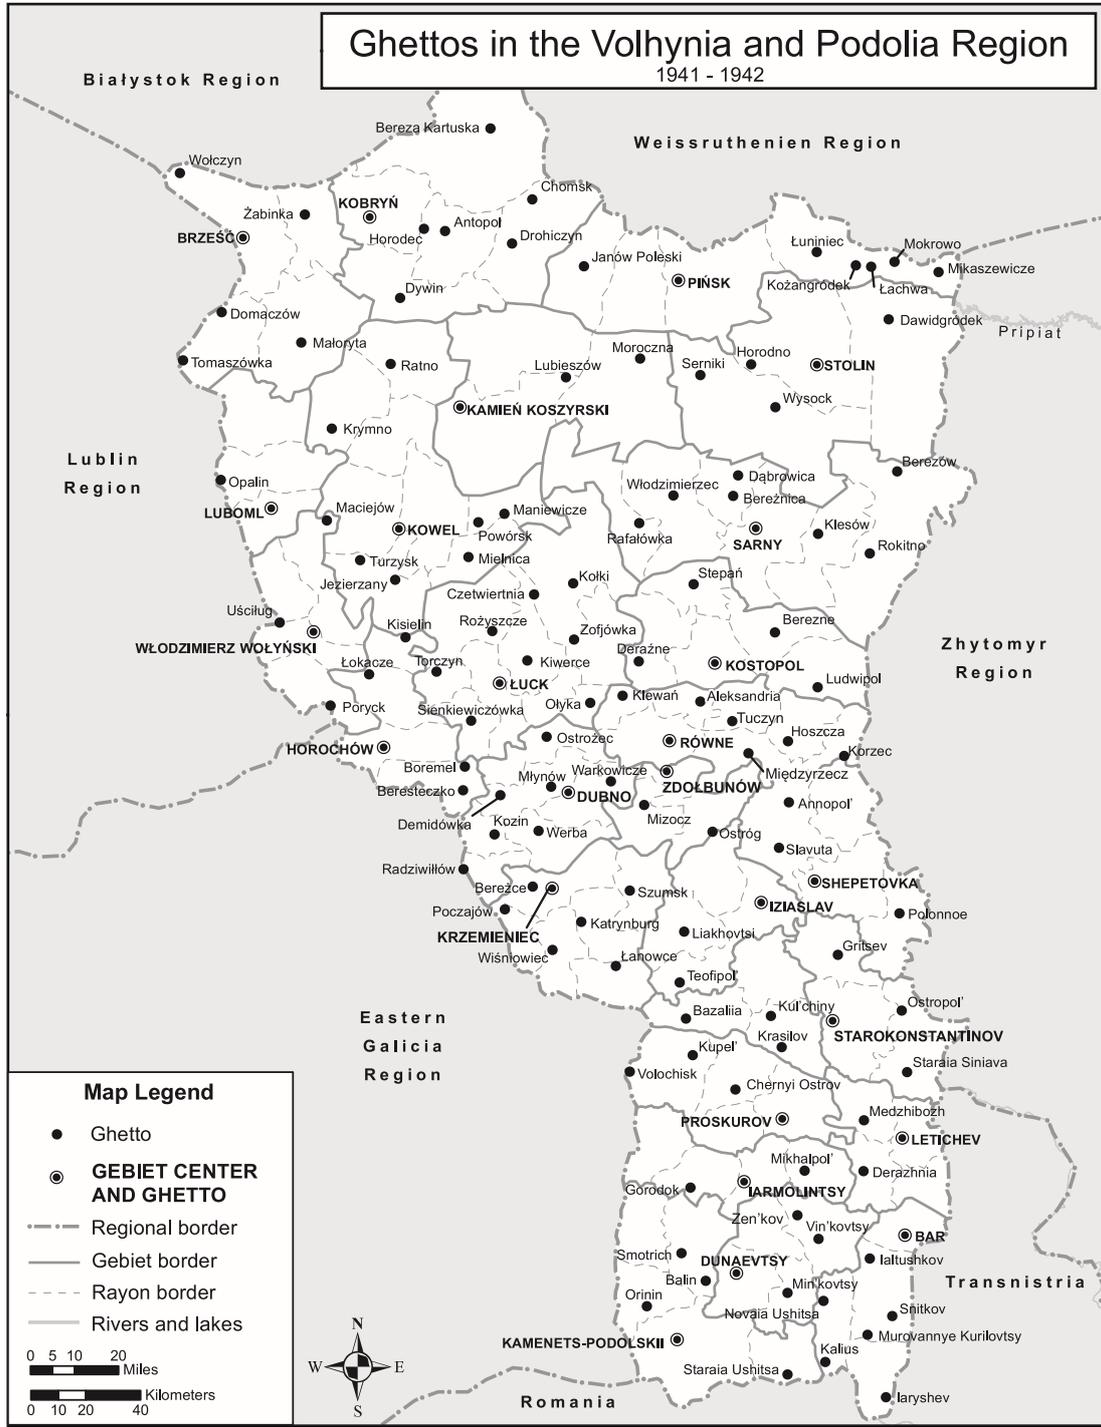 Ghettos in the Volhynia and Podolia Region
1941 - 1942
Białystok Region
Weissruthenien Region
Bereza Kartuska
Wołczyn
Chomsk
KOBRYŃ
Żabinka
Antopol
BRZEŚĆ
Horodec
Drohiczyn
Łuniniec
Mokrowo
Janów Poleski
Mikaszewicze
PIŃSK
Kożangródek
Łachwa
Dywin
Domaczów
Dawidgródek
Pripiat
Małoryta
Moroczna
Horodno
Tomaszówka
Ratno
Lubieszów
Serniki
STOLIN
Wysock
KAMIEŃ KOSZYRSKI
Krymno
Lublin
Region
Berezów
Opalin
Dąbrowica
Włodzimierzec
Bereżnica
LUBOML
Maciejów
Maniewicze
KOWEL
Powórsk
Rafałówka
SARNY
Klesów
Rokitno
Turzysk
Mielnica
Jezierzany
Kołki
Stepań
Czetwiertnia
Uściług
Kisielin
Rożyszcze
Zofjówka
Berezne
WŁODZIMIERZ WOŁYŃSKI
Zhytomyr
Region
Łokacze
Torczyn
Kiwerce
Derażne
KOSTOPOL
ŁUCK
Ludwipol
Klewań
Aleksandria
Poryck
Sienkiewiczówka
Ołyka
Tuczyn
Hoszcza
HOROCHÓW
Ostrożec
RÓWNE
Korzec
Boremel
Młynów
Warkowicze
Międzyrzecz
ZDOŁBUNÓW
Beresteczko
DUBNO
Annopol'
Demidówka
Kozin
Werba
Mizocz
Ostróg
Slavuta
Radziwiłłów
Bereżce
Szumsk
SHEPETOVKA
IZIASLAV
Poczajów
Katrynburg
Polonnoe
KRZEMIENIEC
Liakhovtsi
Wiśniowiec
Łanowce
Gritsev
Teofipol'
Eastern
Galicia
Region
Bazaliia
Kul'chiny
Ostropol'
STAROKONSTANTINOV
Krasilov
Kupel'
Volochisk
Staraia Siniava
Chernyi Ostrov
PROSKUROV
Medzhibozh
LETICHEV
Mikhalpol'
Derazhnia
Gorodok
IARMOLINTSY
Zen'kov
Vin'kovtsy
BAR
Smotrich
DUNAEVTSY
Ialtushkov
Balin
Min'kovtsy
Transnistria
Orinin
Novaia Ushitsa
Snitkov
KAMENETS-PODOLSKII
Murovannye Kurilovtsy
Kalius
Staraia Ushitsa
Romania
Iaryshev
Map Legend
Ghetto
GEBIET CENTER
AND GHETTO
Regional border
Gebiet border
Rayon border
Rivers and lakes
0 5 10 20
Miles
Kilometers
0 10 20 40
N
W E
S